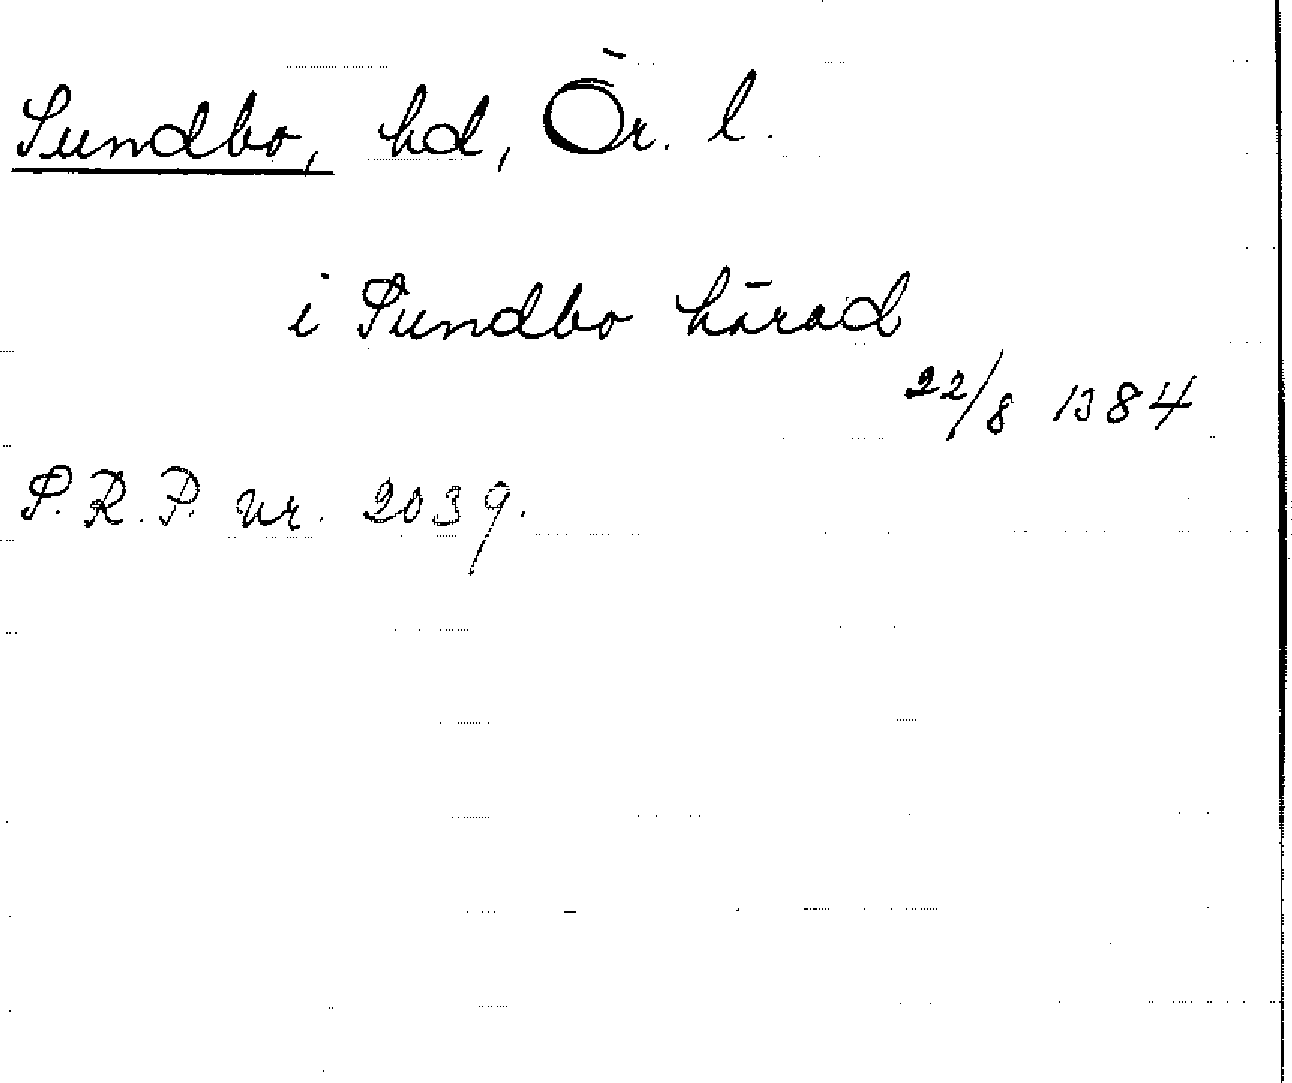 Sundbo, hd, Ör. l.
i Sundbo härad
22/8 1384
S.R.P. nr. 2039.